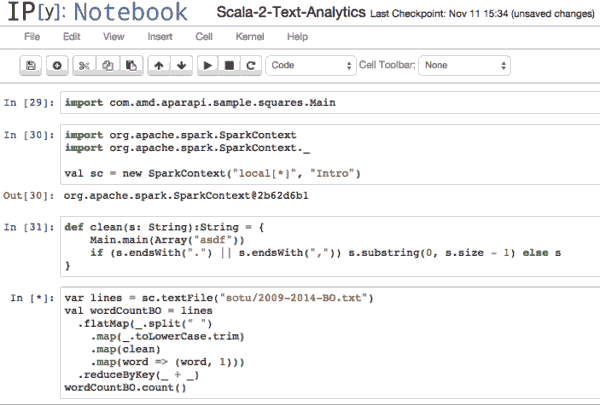 IP[y]: Notebook Scala-2-Text-Analytics Last Checkpoint: Nov 11 15:34 (unsaved changes)
File Edit View Insert Cell Kernel Help
Code Cell Toolbar: None
In [29]: import com.amd.aparapi.sample.squares.Main
In [30]: import org.apache.spark.SparkContext
import org.apache.spark.SparkContext._
val sc = new SparkContext("local[*]", "Intro")
Out[30]: org.apache.spark.SparkContext@2b62d6b1
In [31]: def clean(s: String):String = {
Main.main(Array("asdf"))
if (s.endsWith(".") || s.endsWith(",")) s.substring(0, s.size - 1) else s
}
In [*]: var lines = sc.textFile("sotu/2009-2014-BO.txt")
val wordCountBO = lines
.flatMap(_.split(" ")
.map(_.toLowerCase.trim)
.map(clean)
.map(word => (word, 1)))
.reduceByKey(_ + _)
wordCountBO.count()